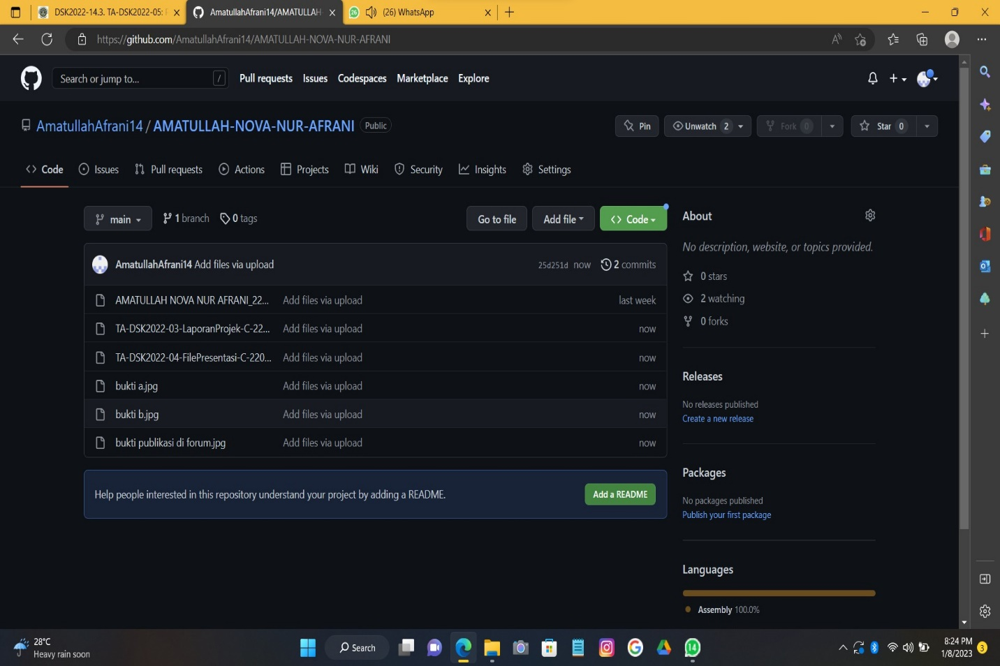 DSK2022-14.3. TA-DSK2022-05:
AmatullahAfrani14/AMATULLAH
(26) WhatsApp
https://github.com/AmatullahAfrani14/AMATULLAH-NOVA-NUR-AFRANI
Search or jump to... /
Pull requests Issues Codespaces Marketplace Explore
AmatullahAfrani14 / AMATULLAH-NOVA-NUR-AFRANI Public
Pin Unwatch 2 Fork 0 Star 0
Code Issues Pull requests Actions Projects Wiki Security Insights Settings
main 1 branch 0 tags Go to file Add file Code
AmatullahAfrani14 Add files via upload 25d251d now 2 commits
AMATULLAH NOVA NUR AFRANI_22... Add files via upload last week
TA-DSK2022-03-LaporanProjek-C-22... Add files via upload now
TA-DSK2022-04-FilePresentasi-C-220... Add files via upload now
bukti a.jpg Add files via upload now
bukti b.jpg Add files via upload now
bukti publikasi di forum.jpg Add files via upload now
Help people interested in this repository understand your project by adding a README. Add a README
About
No description, website, or topics provided.
0 stars
2 watching
0 forks
Releases
No releases published
Create a new release
Packages
No packages published
Publish your first package
Languages
Assembly 100.0%
28°C
Heavy rain soon
Search
14
8:24 PM
1/8/2023
3